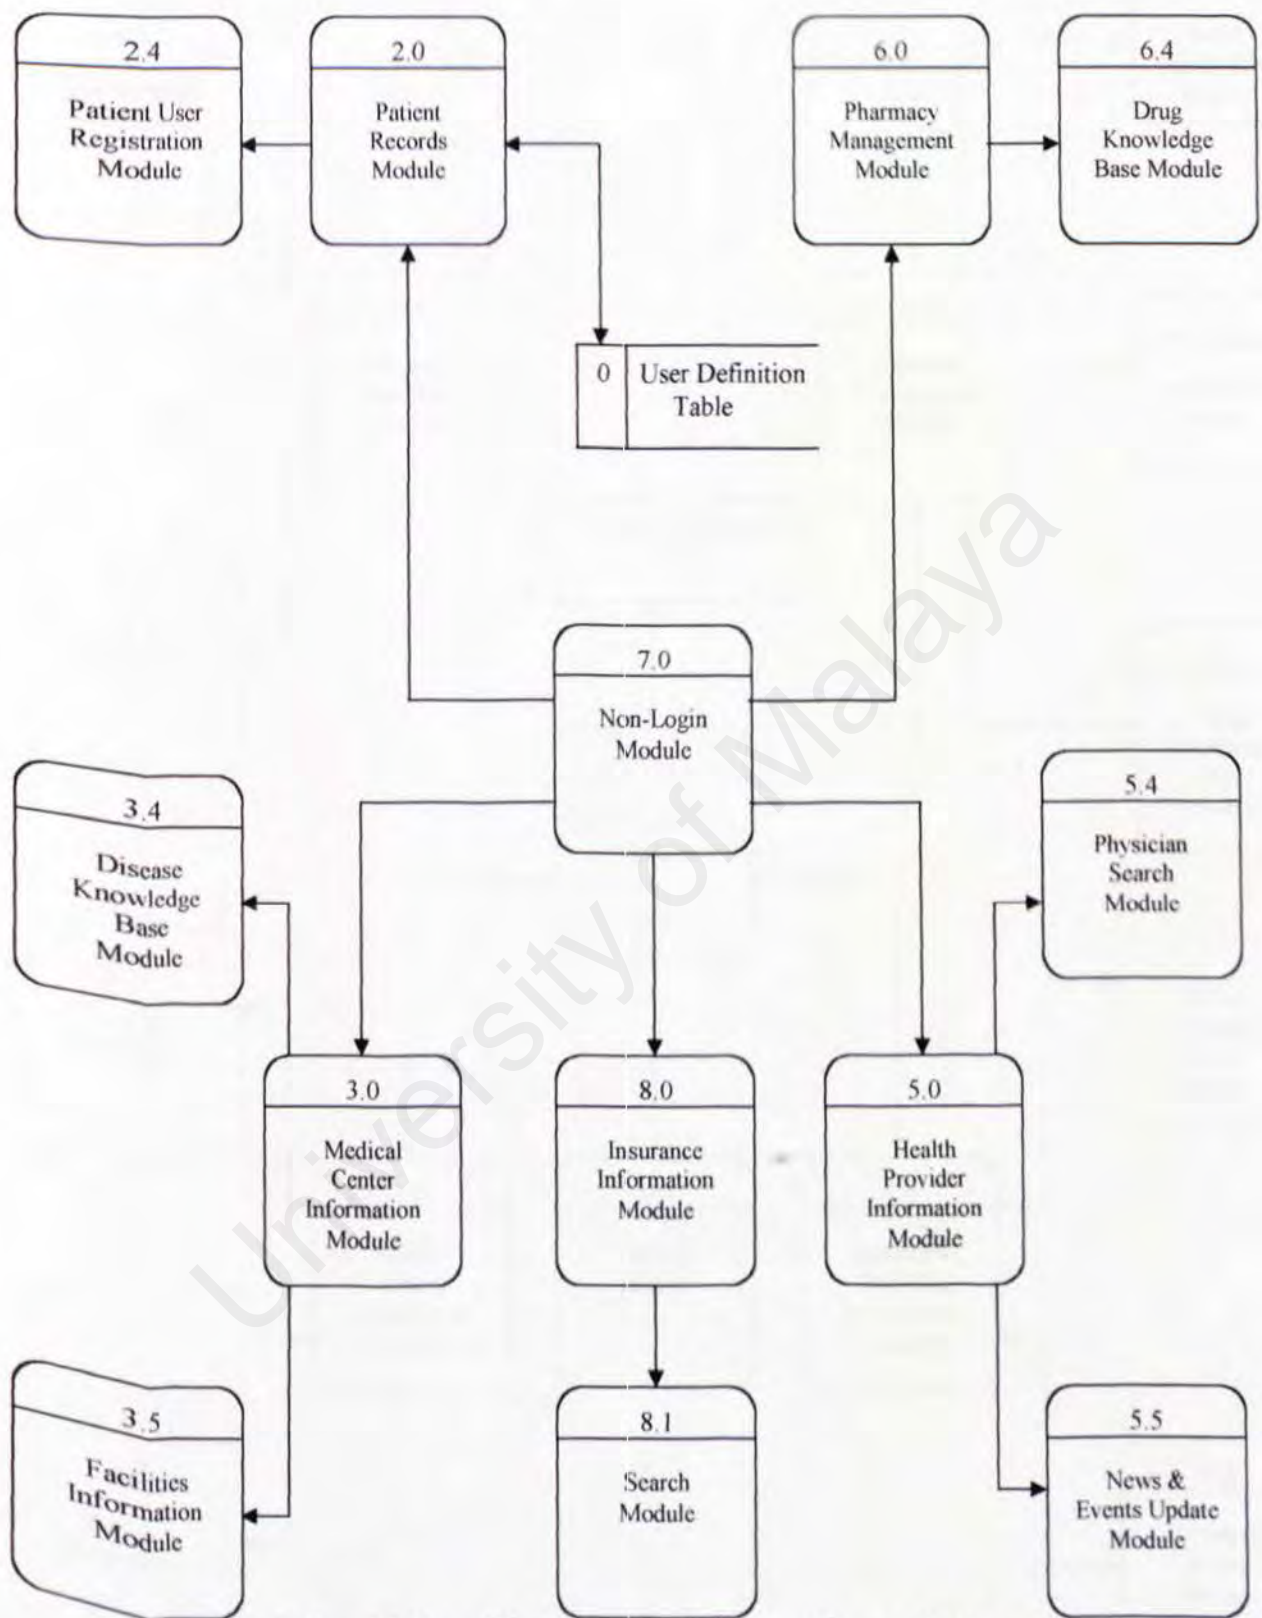 2.4
Patient User
Registration
Module
2.0
Patient
Records
Module
6.0
Pharmacy
Management
Module
6.4
Drug
Knowledge
Base Module
0
User Definition
Table
7.0
Non-Login
Module
3.4
Disease
Knowledge
Base
Module
5.4
Physician
Search
Module
3.0
Medical
Center
Information
Module
8.0
Insurance
Information
Module
5.0
Health
Provider
Information
Module
3.5
Facilities
Information
Module
8.1
Search
Module
5.5
News &
Events Update
Module
University of Malaya